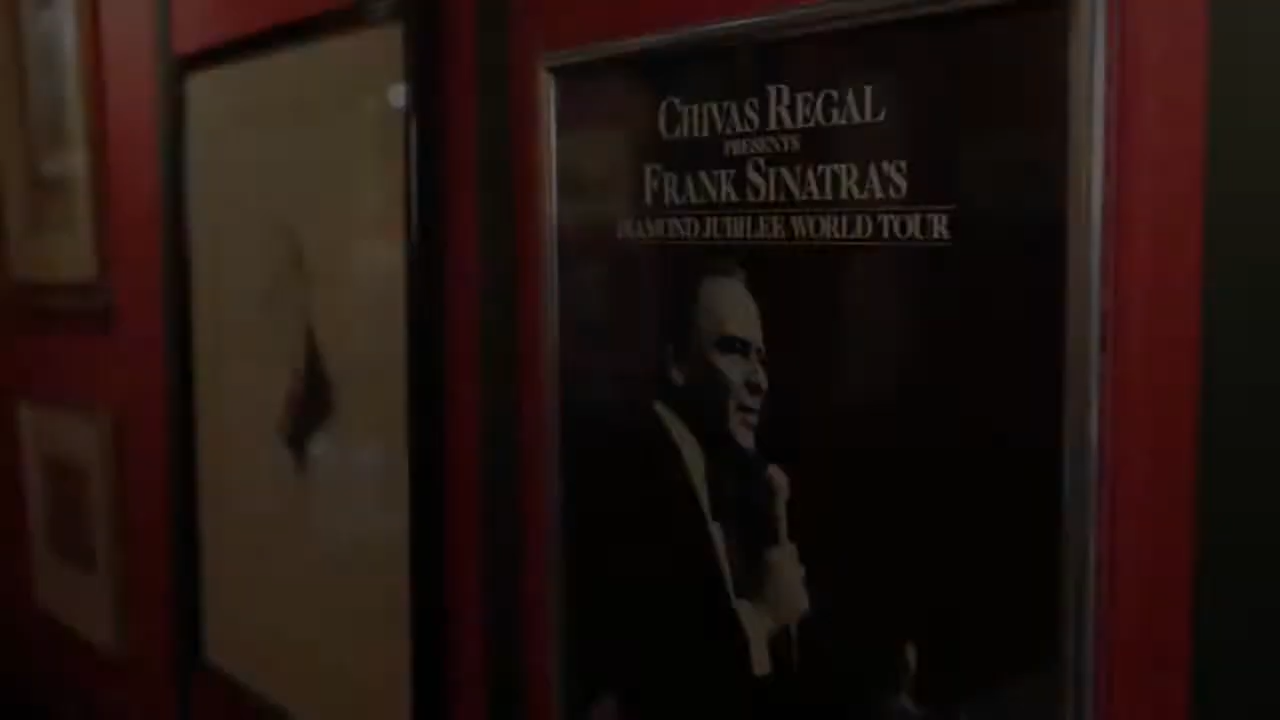 CHIVAS REGAL
PRESENTS
FRANK SINATRA'S
DIAMOND JUBILEE WORLD TOUR